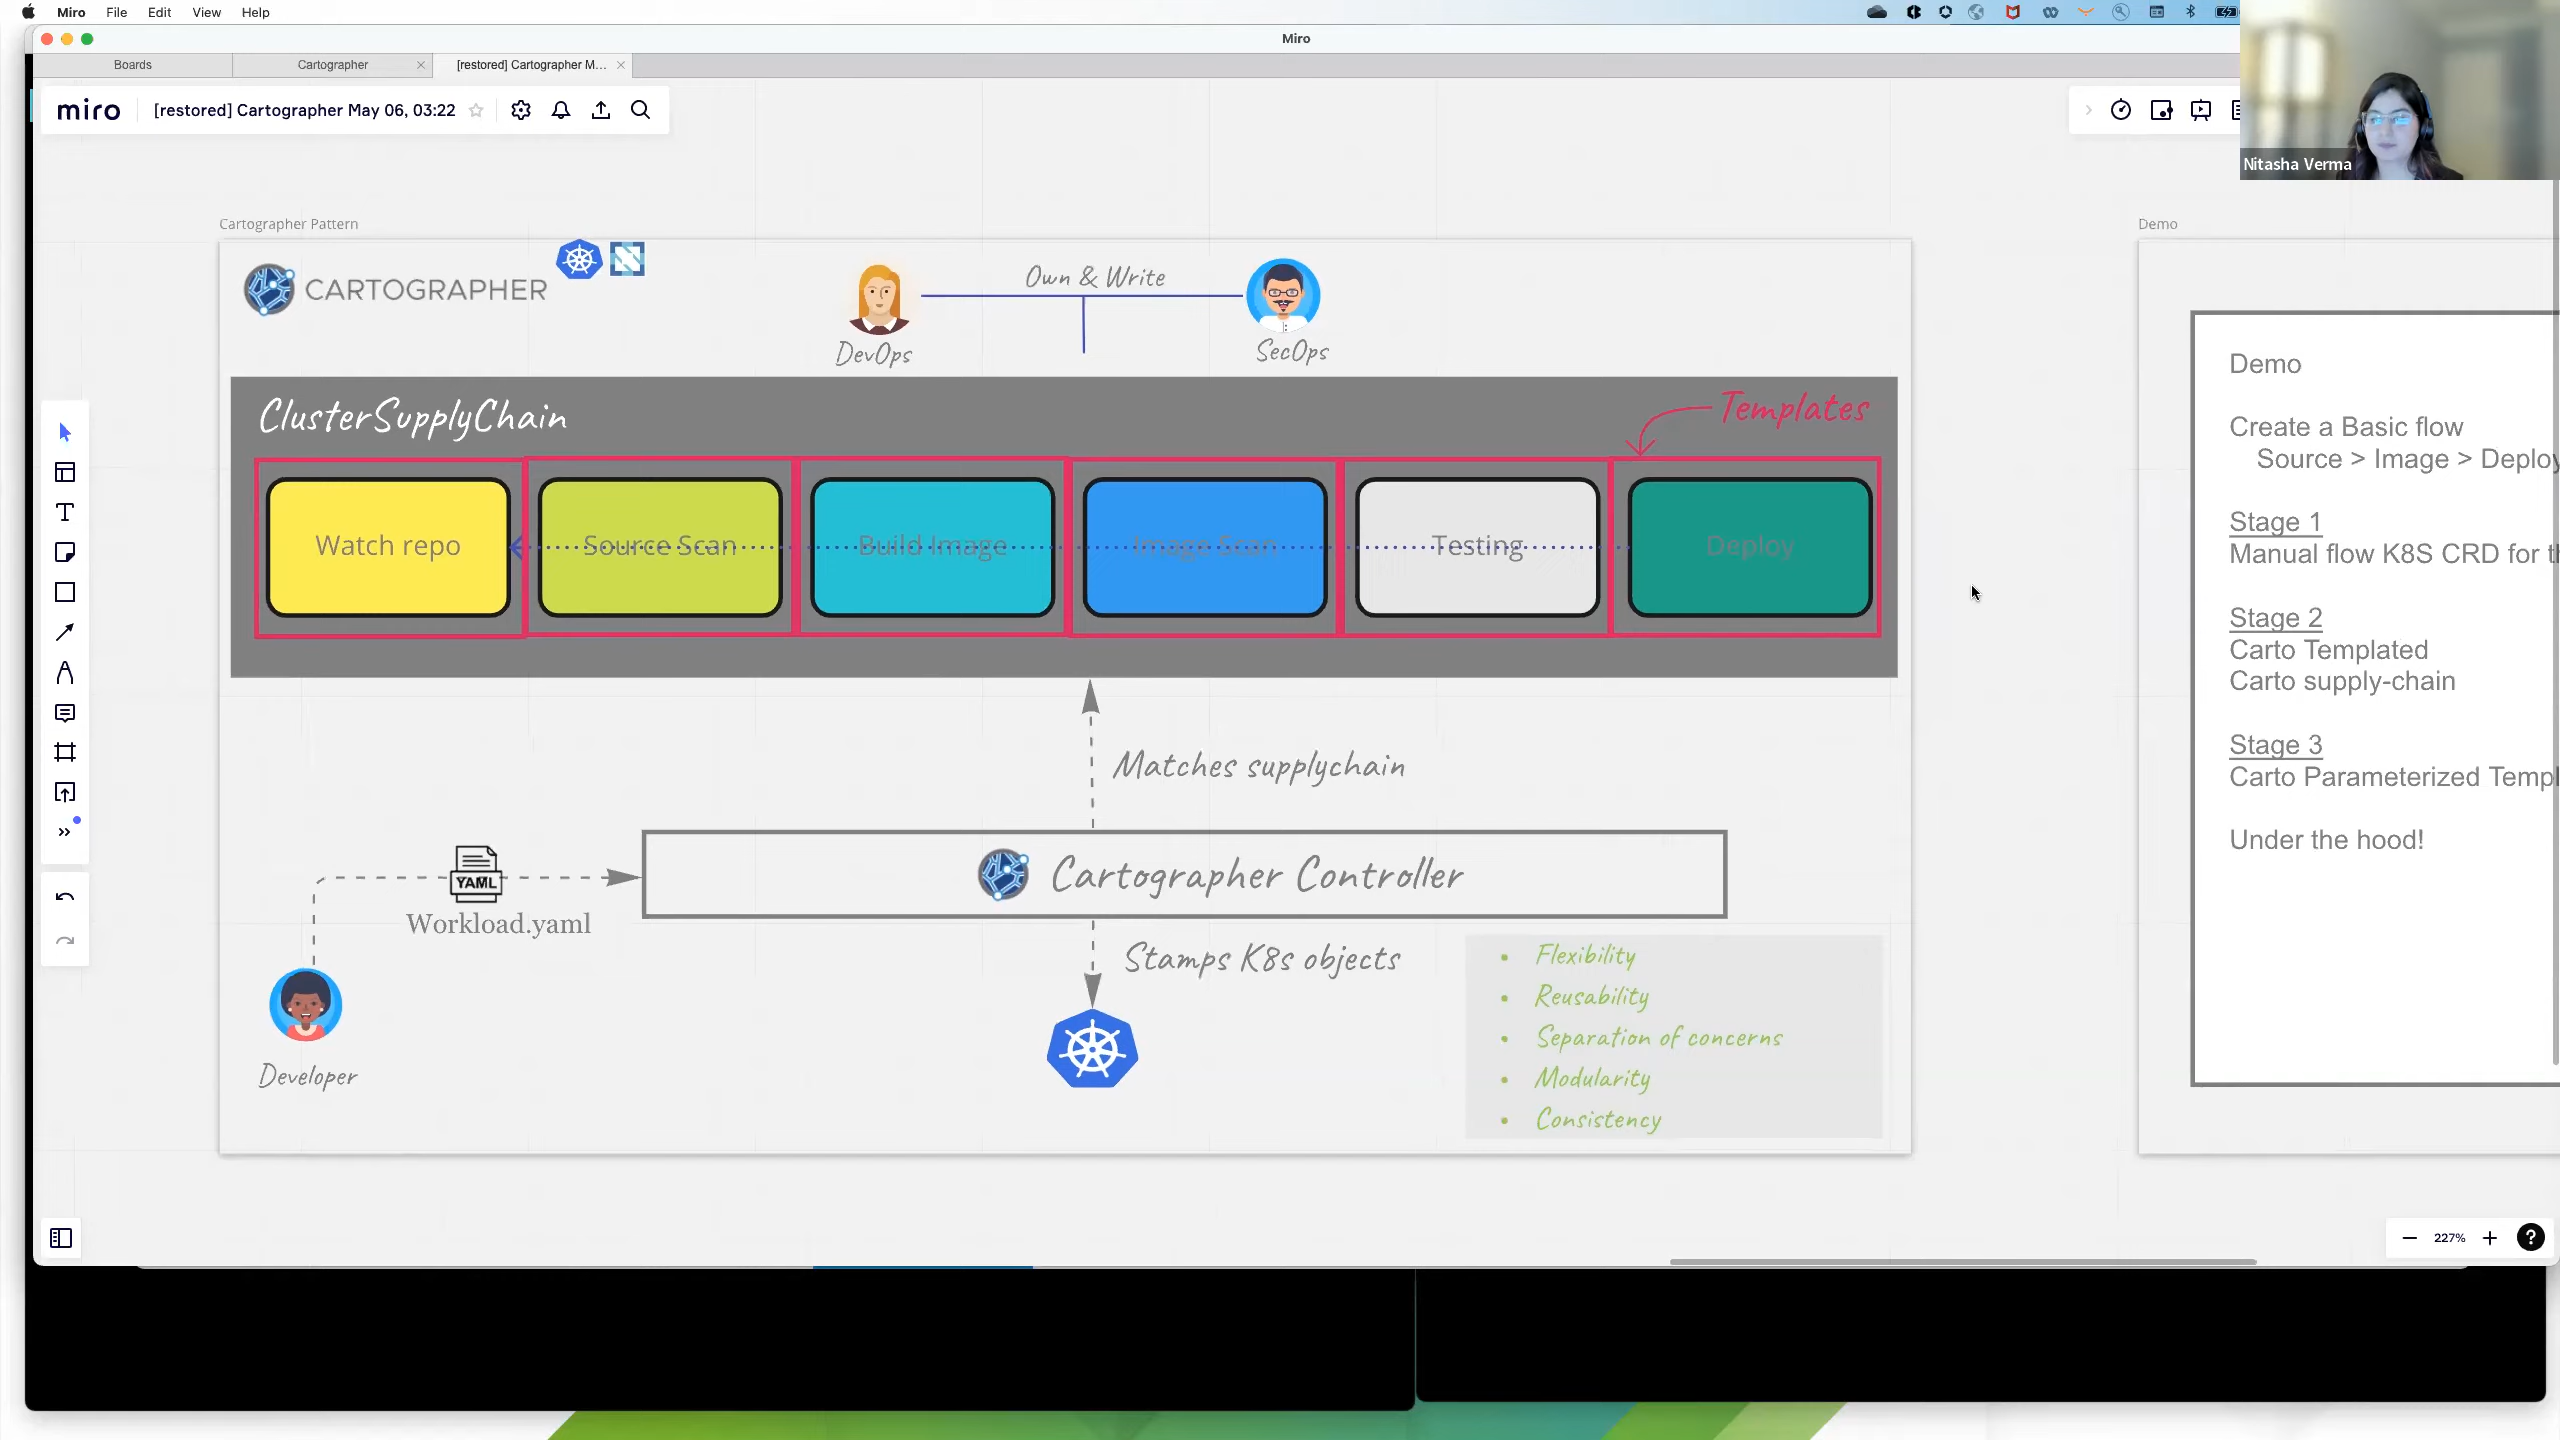 Miro File Edit View Help
Miro
Boards
Cartographer
[restored] Cartographer M...
miro
[restored] Cartographer May 06, 03:22
Nitasha Verma
Cartographer Pattern
Demo
CARTOGRAPHER
Own & Write
DevOps
SecOps
ClusterSupplyChain
Templates
Watch repo
Source Scan
Build Image
Image Scan
Testing
Deploy
Matches supplychain
Cartographer Controller
YAML
Workload.yaml
Stamps K8s objects
Developer
Flexibility
Reusability
Separation of concerns
Modularity
Consistency
Demo
Create a Basic flow
Source > Image > Deploy
Stage 1
Manual flow K8S CRD for th
Stage 2
Carto Templated
Carto supply-chain
Stage 3
Carto Parameterized Templ
Under the hood!
227%